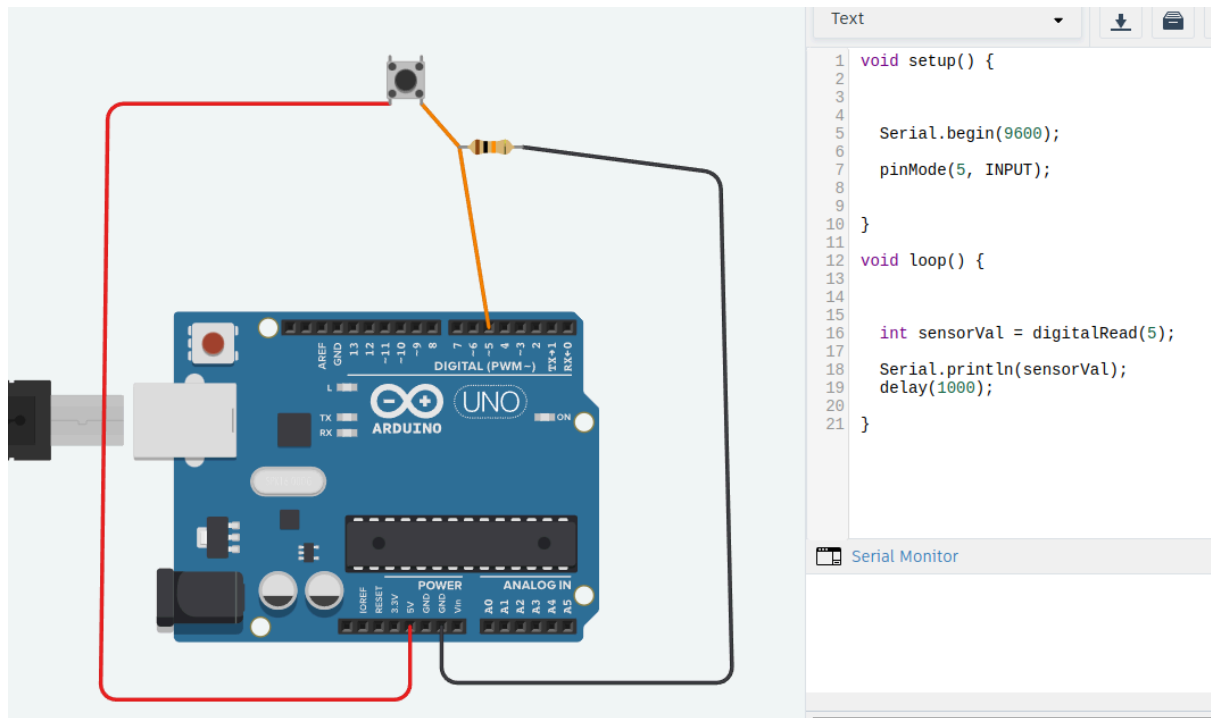 Text
1 void setup() {
2
3
4
5 Serial.begin(9600);
6
7 pinMode(5, INPUT);
8
9
10 }
11
12 void loop() {
13
14
15
16 int sensorVal = digitalRead(5);
17
18 Serial.println(sensorVal);
19 delay(1000);
20
21 }
Serial Monitor
AREF
GND
13
12
~11
~10
~9
8
7
~6
~5
4
~3
2
TX→1
RX←0
DIGITAL (PWM~)
L
TX
RX
UNO
ON
ARDUINO
POWER
ANALOG IN
IOREF
RESET
3.3V
5V
GND
GND
Vin
A0
A1
A2
A3
A4
A5